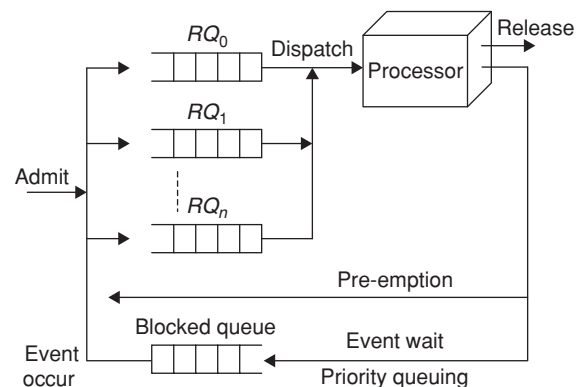 RQ0
Dispatch
Release
Processor
RQ1
Admit
RQn
Pre-emption
Blocked queue
Event wait
Event
occur
Priority queuing